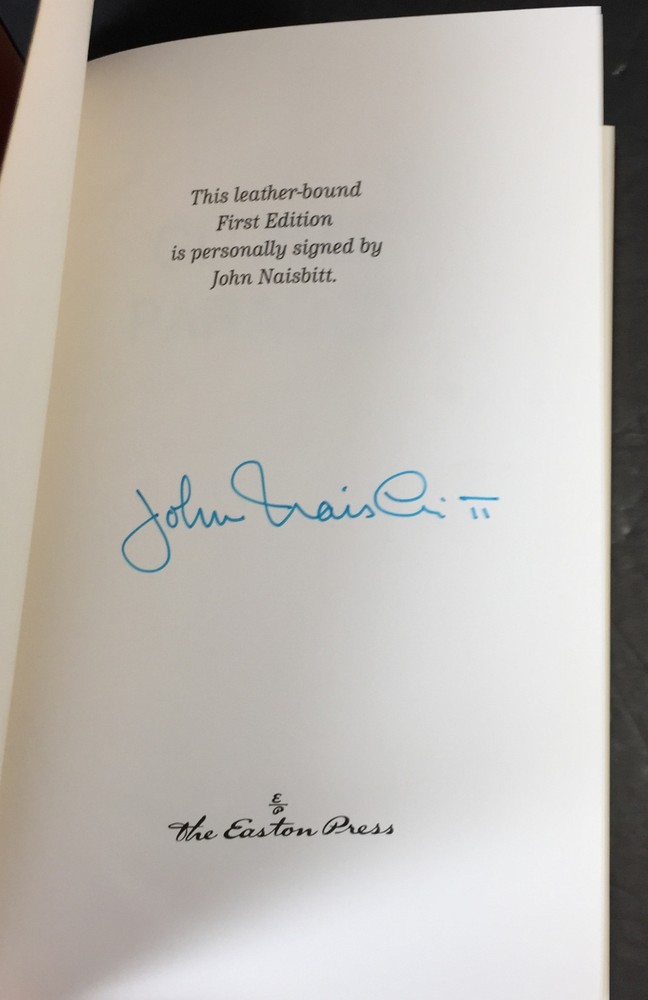 This leather-bound
First Edition
is personally signed by
John Naisbitt.
John Naisbitt
E
P
The Easton Press